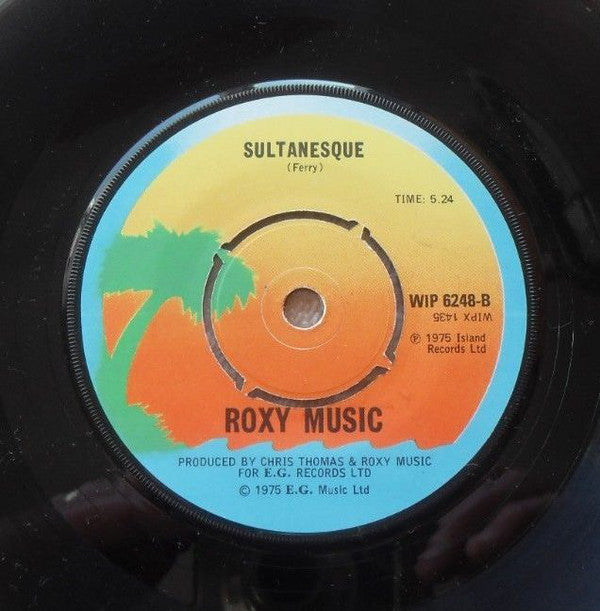 SULTANESQUE
(Ferry)
TIME: 5.24
WIP 6248-B
WIPX 1435
℗ 1975 Island
Records Ltd
ROXY MUSIC
PRODUCED BY CHRIS THOMAS & ROXY MUSIC
FOR E.G. RECORDS LTD
© 1975 E.G. Music Ltd